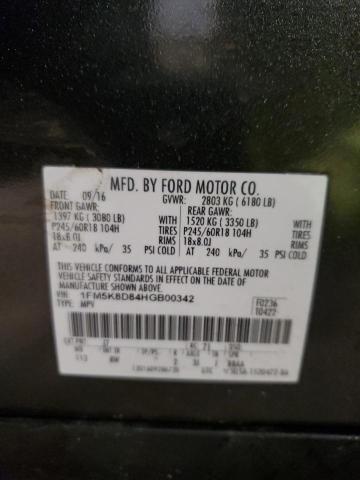 MFD. BY FORD MOTOR CO.
DATE 09/16 GVWR: 2803 KG ( 6180 LB)
FRONT GAWR: REAR GAWR:
1397 KG ( 3080 LB) 1520 KG ( 3350 LB)
P245/60R18 104H TIRES P245/60R18 104H TIRES
18x8.0J RIMS 18x8.0J RIMS
AT 240 kPa/ 35 PSI COLD AT 240 kPa/ 35 PSI COLD
THIS VEHICLE CONFORMS TO ALL APPLICABLE FEDERAL MOTOR
VEHICLE SAFETY STANDARDS IN EFFECT ON THE DATE OF
MANUFACTURE SHOWN ABOVE.
VIN: 1FM5K8D84HGB00342 F0236
TYPE: MPV T0422